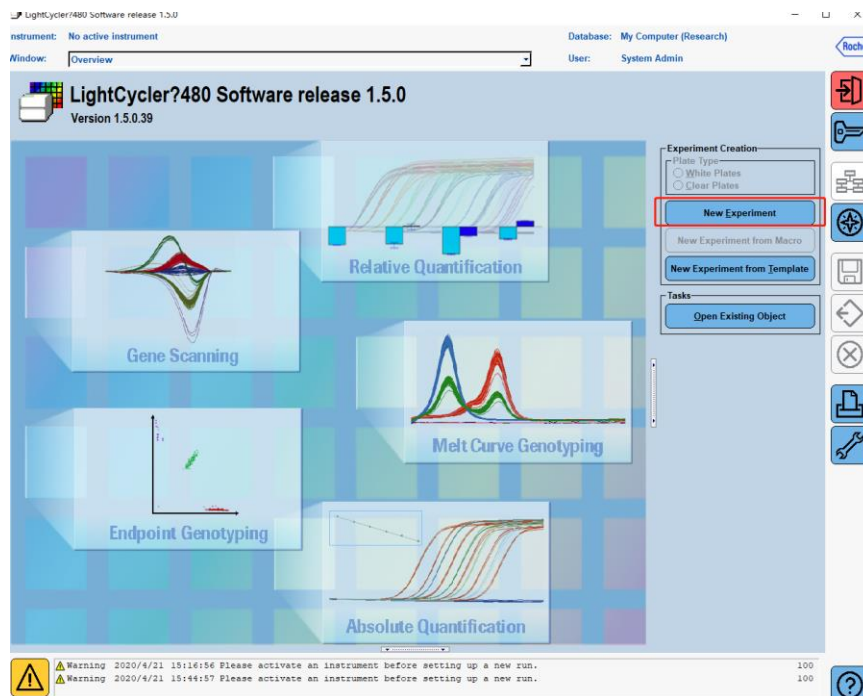 LightCycler?480 Software release 1.5.0
nstrument: No active instrument
Database: My Computer (Research)
Window: Overview
User: System Admin
Roch
LightCycler?480 Software release 1.5.0
Version 1.5.0.39
Experiment Creation
Plate Type
White Plates
Clear Plates
New Experiment
New Experiment from Macro
New Experiment from Template
Tasks
Open Existing Object
Relative Quantification
Gene Scanning
Melt Curve Genotyping
Endpoint Genotyping
Absolute Quantification
Warning 2020/4/21 15:16:56 Please activate an instrument before setting up a new run. 100
Warning 2020/4/21 15:44:57 Please activate an instrument before setting up a new run. 100